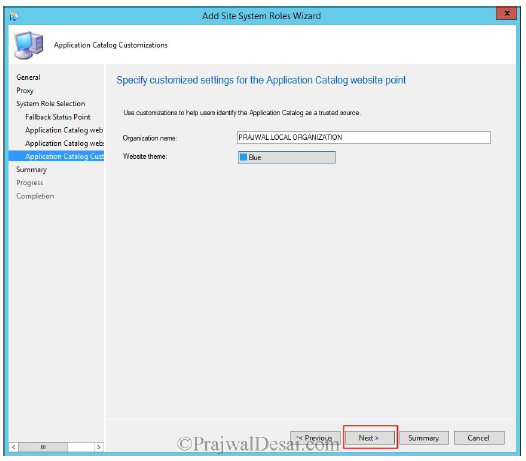 Add Site System Roles Wizard
x
Application Catalog Customizations
General
Proxy
System Role Selection
Fallback Status Point
Application Catalog web
Application Catalog web
Application Catalog Cust
Summary
Progress
Completion
Specify customized settings for the Application Catalog website point
Use customizations to help users identify the Application Catalog as a trusted source.
Organization name:
PRAJWAL.LOCAL ORGANIZATION
Website theme:
Blue
< Previous
Next >
Summary
Cancel
©PrajwalDesai.com